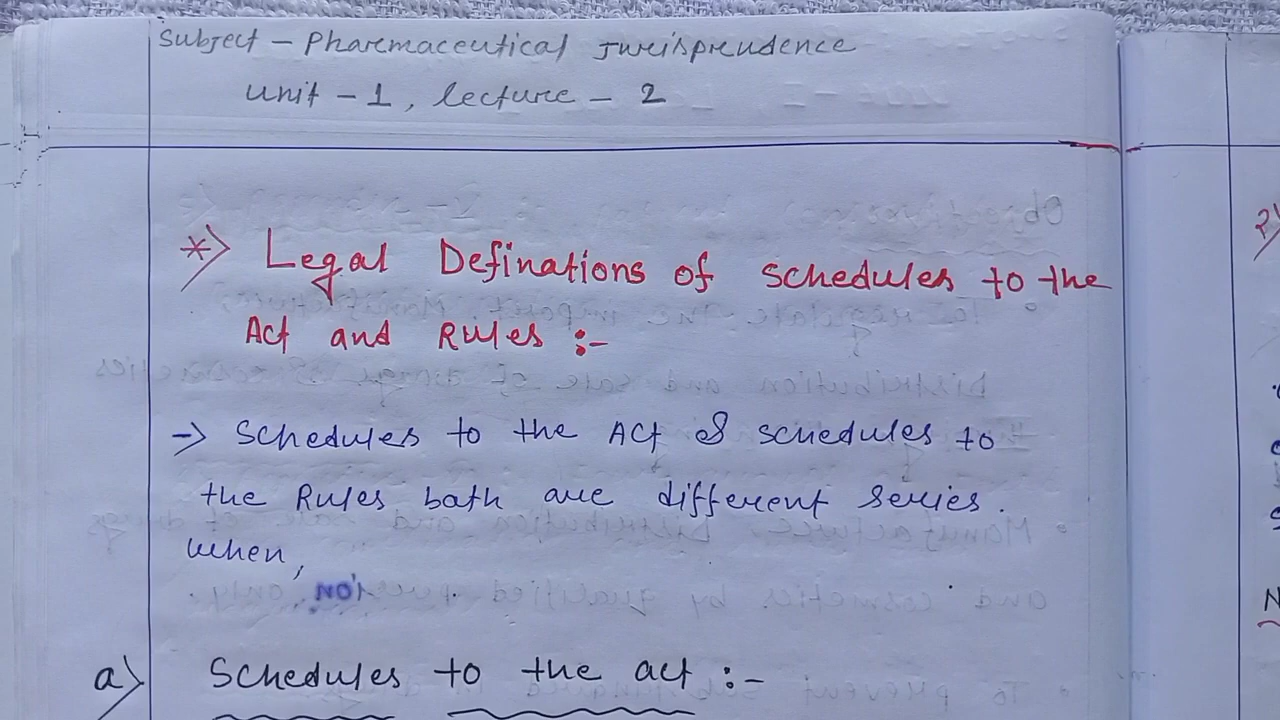 Subject - Pharmaceutical Jurisprudence
Unit - 1, lecture - 2
*> Legal Definations of schedules to the
Act and Rules :-
-> Schedules to the Act & schedules to
the Rules bath are different series.
When,
a> Schedules to the act :-